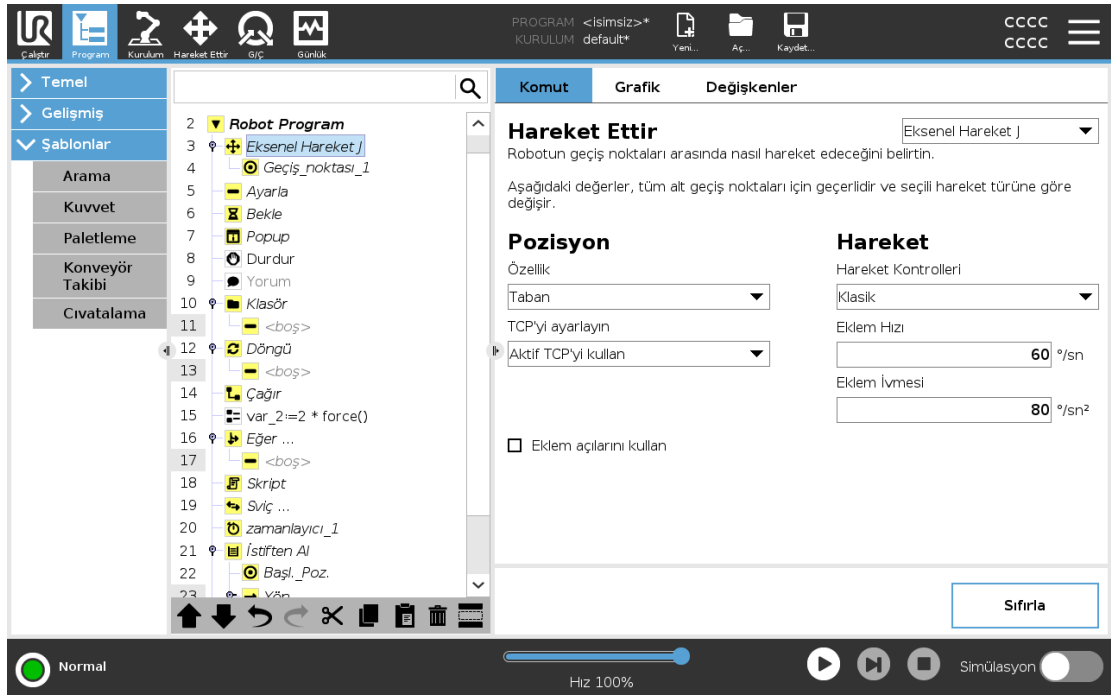 PROGRAM <isimsiz>*
KURULUM default*
CCCC
CCCC
Çalıştır Program Kurulum Hareket Ettir G/Ç Günlük Yeni... Aç... Kaydet...
Temel
Gelişmiş
Şablonlar
Arama
Kuvvet
Paletleme
Konveyör
Takibi
Cıvatalama
2 Robot Program
3 Eksenel Hareket J
4 Geçiş_noktası_1
5 Ayarla
6 Bekle
7 Popup
8 Durdur
9 Yorum
10 Klasör
11 <boş>
12 Döngü
13 <boş>
14 Çağır
15 var_2:=2 * force()
16 Eğer ...
17 <boş>
18 Skript
19 Sviç ...
20 zamanlayıcı_1
21 İstiften Al
22 Başl._Poz.
23 Yön
Komut Grafik Değişkenler
Hareket Ettir
Eksenel Hareket J
Robotun geçiş noktaları arasında nasıl hareket edeceğini belirtin.
Aşağıdaki değerler, tüm alt geçiş noktaları için geçerlidir ve seçili hareket türüne göre
değişir.
Pozisyon
Özellik
Taban
TCP'yi ayarlayın
Aktif TCP'yi kullan
Eklem açılarını kullan
Hareket
Hareket Kontrolleri
Klasik
Eklem Hızı
60 °/sn
Eklem İvmesi
80 °/sn²
Sıfırla
Normal
Hız 100%
Simülasyon